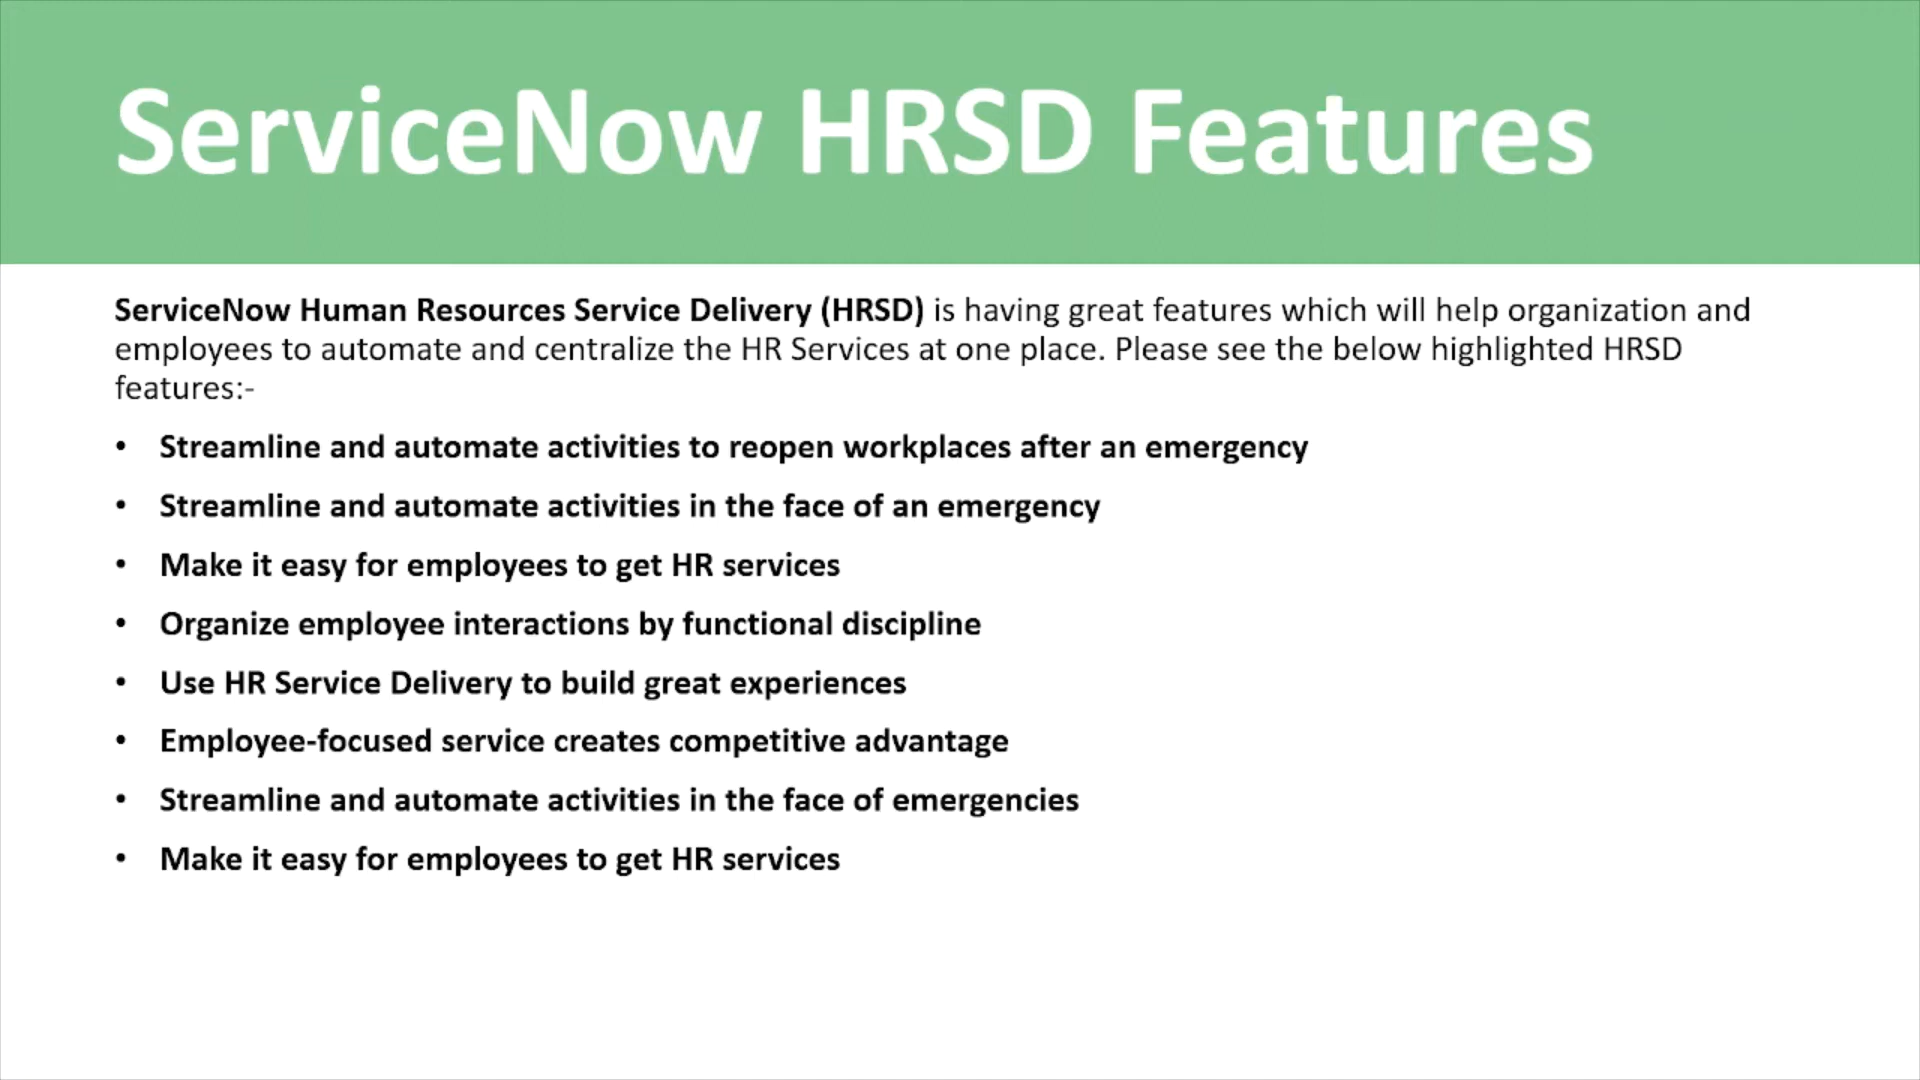 ServiceNow HRSD Features
ServiceNow Human Resources Service Delivery (HRSD) is having great features which will help organization and
employees to automate and centralize the HR Services at one place. Please see the below highlighted HRSD
features:-
• Streamline and automate activities to reopen workplaces after an emergency
• Streamline and automate activities in the face of an emergency
• Make it easy for employees to get HR services
• Organize employee interactions by functional discipline
• Use HR Service Delivery to build great experiences
• Employee-focused service creates competitive advantage
• Streamline and automate activities in the face of emergencies
• Make it easy for employees to get HR services